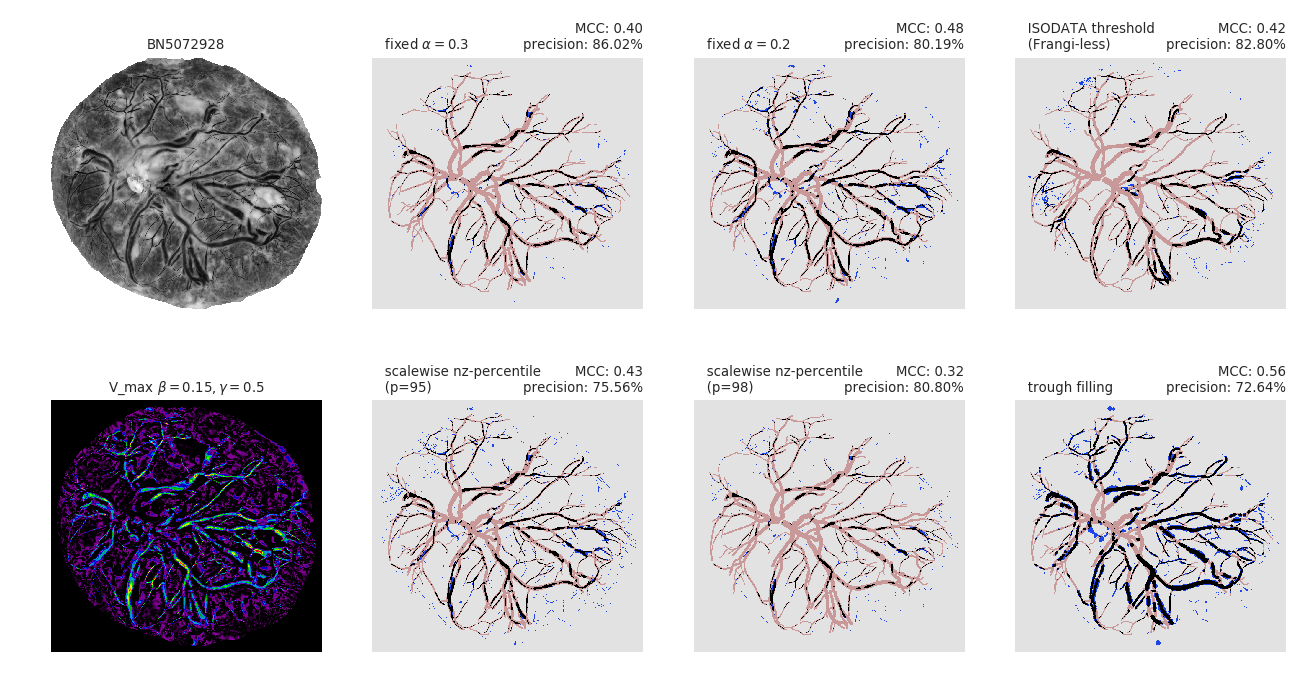 BN5072928
fixed α = 0.3
MCC: 0.40
precision: 86.02%
fixed α = 0.2
MCC: 0.48
precision: 80.19%
ISODATA threshold
(Frangi-less)
MCC: 0.42
precision: 82.80%
V_max β = 0.15, γ = 0.5
scalewise nz-percentile
(p=95)
MCC: 0.43
precision: 75.56%
scalewise nz-percentile
(p=98)
MCC: 0.32
precision: 80.80%
trough filling
MCC: 0.56
precision: 72.64%